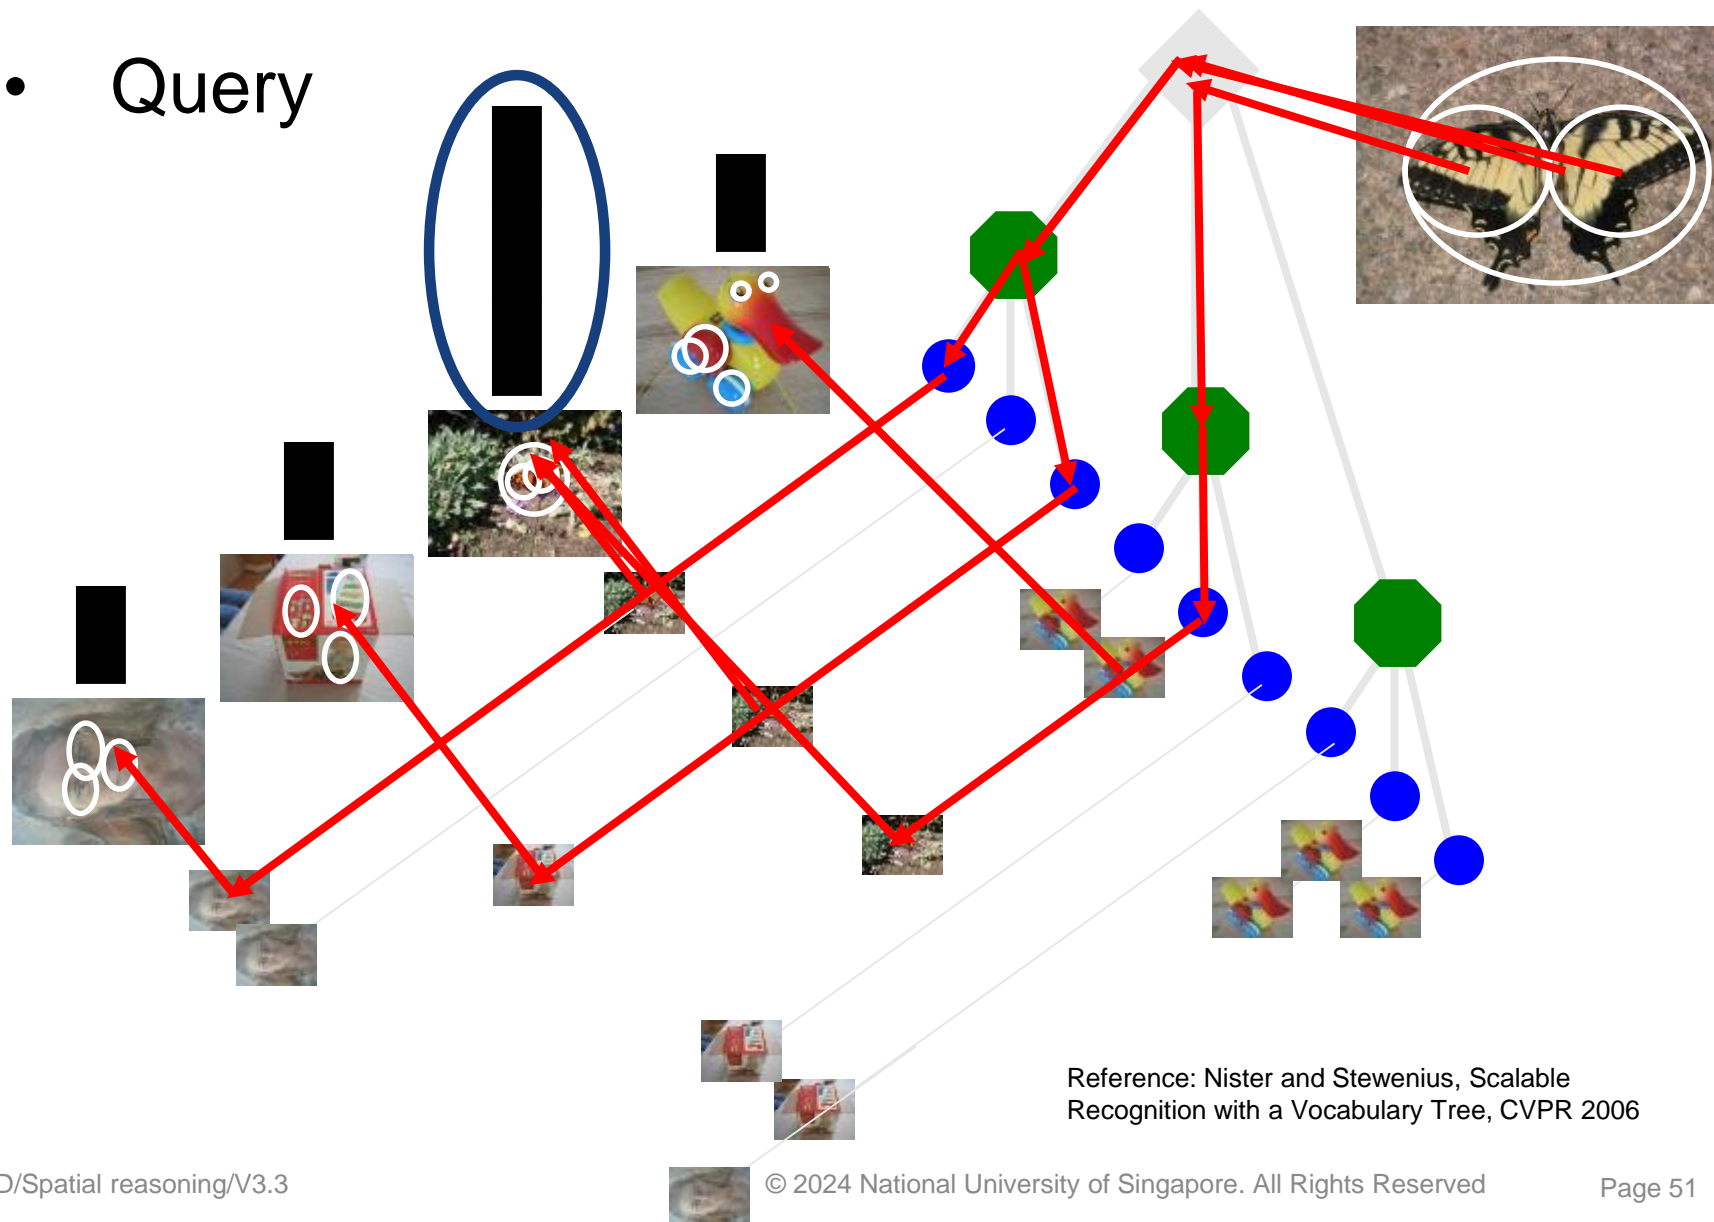 • Query
Reference: Nister and Stewenius, Scalable
Recognition with a Vocabulary Tree, CVPR 2006
D/Spatial reasoning/V3.3
© 2024 National University of Singapore. All Rights Reserved
Page 51